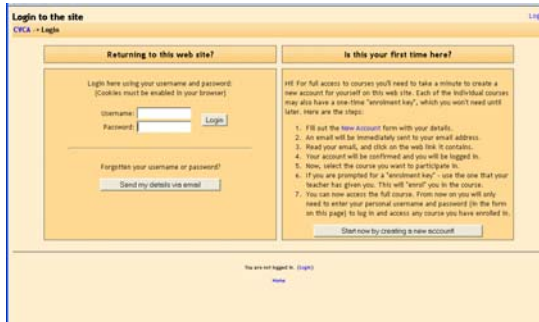 Login to the site
Log
CVCA → Login
Returning to this web site?
Login here using your username and password:
(Cookies must be enabled in your browser)
Username:
Password:
Login
Forgotten your username or password?
Send my details via email
Is this your first time here?
Hi! For full access to courses you'll need to take a minute to create a
new account for yourself on this web site. Each of the individual courses
may also have a one-time "enrolment key", which you won't need until
later. Here are the steps:
1. Fill out the New Account form with your details.
2. An email will be immediately sent to your email address.
3. Read your email, and click on the web link it contains.
4. Your account will be confirmed and you will be logged in.
5. Now, select the course you want to participate in.
6. If you are prompted for a "enrolment key" - use the one that your
teacher has given you. This will "enrol" you in the course.
7. You can now access the full course. From now on you will only
need to enter your personal username and password (in the form
on this page) to log in and access any course you have enrolled in.
Start now by creating a new account
You are not logged in. (Login)
Home